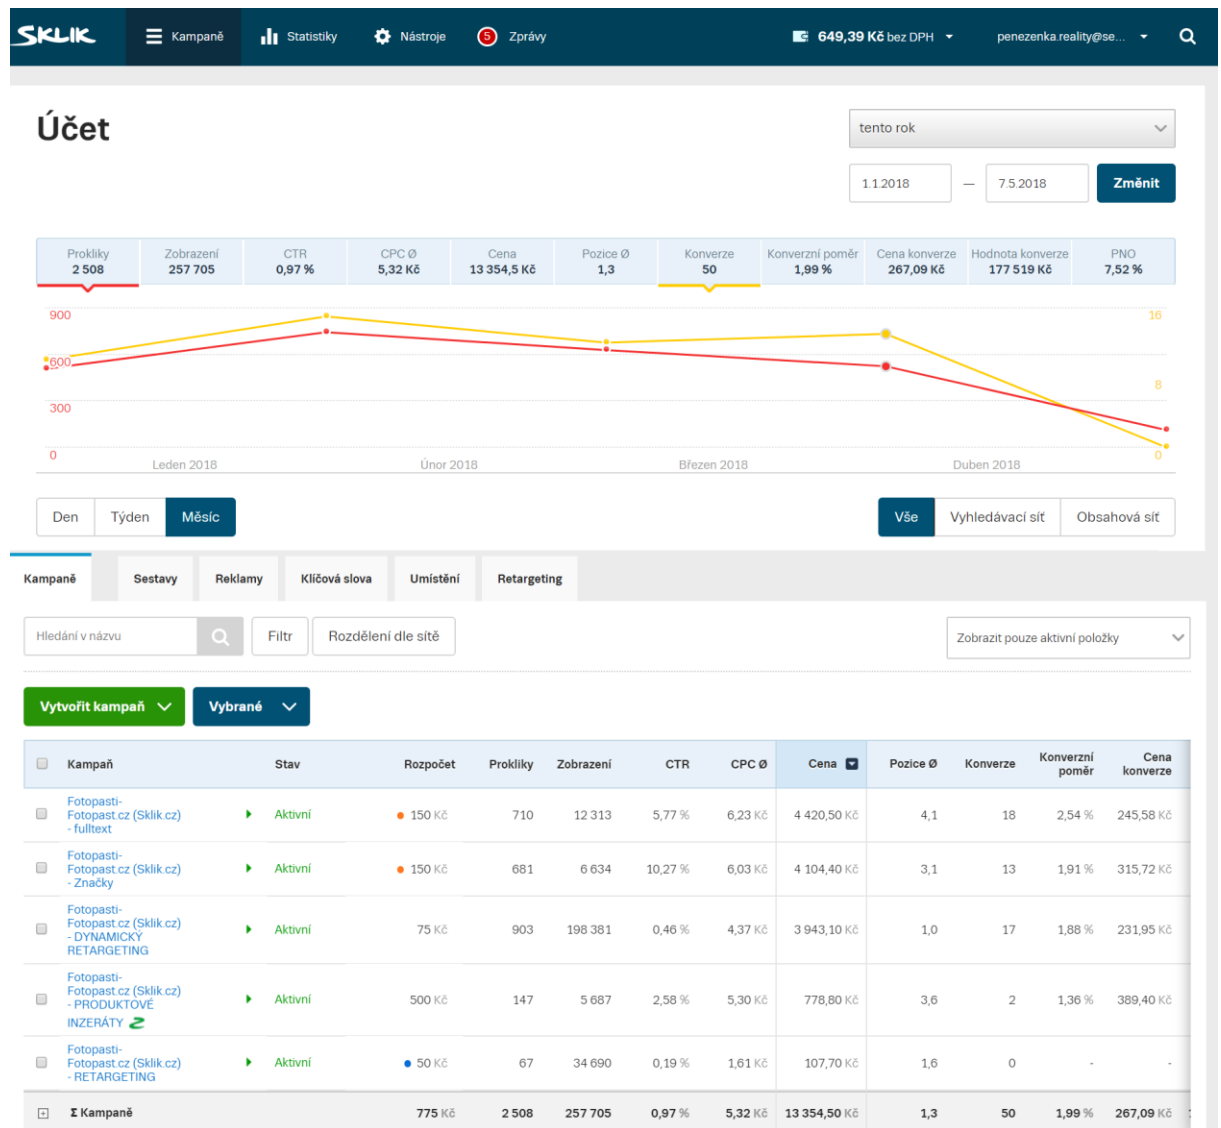 SKLIK Kampaně Statistiky Nástroje 5 Zprávy 649,39 Kč bez DPH penezenka.reality@se...
Účet
tento rok
1.1.2018 — 7.5.2018 Změnit
Prokliky Zobrazení CTR CPC Ø Cena Pozice Ø Konverze Konverzní poměr Cena konverze Hodnota konverze PNO
2 508 257 705 0,97 % 5,32 Kč 13 354,5 Kč 1,3 50 1,99 % 267,09 Kč 177 519 Kč 7,52 %
900 16
600
8
300
0 0
Leden 2018 Únor 2018 Březen 2018 Duben 2018
Den Týden Měsíc Vše Vyhledávací síť Obsahová síť
Kampaně Sestavy Reklamy Klíčová slova Umístění Retargeting
Hledání v názvu Filtr Rozdělení dle sítě Zobrazit pouze aktivní položky
Vytvořit kampaň Vybrané
Kampaň Stav Rozpočet Prokliky Zobrazení CTR CPC Ø Cena Pozice Ø Konverze Konverzní poměr Cena konverze
Fotopasti-
Fotopast.cz (Sklik.cz) Aktivní 150 Kč 710 12 313 5,77 % 6,23 Kč 4 420,50 Kč 4,1 18 2,54 % 245,58 Kč
- fulltext
Fotopasti-
Fotopast.cz (Sklik.cz) Aktivní 150 Kč 681 6 634 10,27 % 6,03 Kč 4 104,40 Kč 3,1 13 1,91 % 315,72 Kč
- Značky
Fotopasti-
Fotopast.cz (Sklik.cz)
- DYNAMICKÝ Aktivní 75 Kč 903 198 381 0,46 % 4,37 Kč 3 943,10 Kč 1,0 17 1,88 % 231,95 Kč
RETARGETING
Fotopasti-
Fotopast.cz (Sklik.cz)
- PRODUKTOVÉ Aktivní 500 Kč 147 5 687 2,58 % 5,30 Kč 778,80 Kč 3,6 2 1,36 % 389,40 Kč
INZERÁTY
Fotopasti-
Fotopast.cz (Sklik.cz) Aktivní 50 Kč 67 34 690 0,19 % 1,61 Kč 107,70 Kč 1,6 0 - -
- RETARGETING
Σ Kampaně 775 Kč 2 508 257 705 0,97 % 5,32 Kč 13 354,50 Kč 1,3 50 1,99 % 267,09 Kč